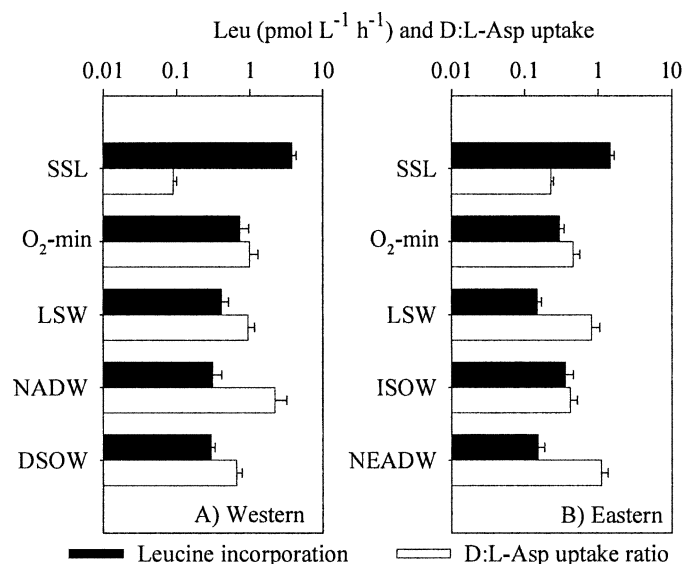 Leu (pmol L⁻¹ h⁻¹) and D:L-Asp uptake
0.01 0.1 1 10 0.01 0.1 1 10
SSL SSL
O₂-min O₂-min
LSW LSW
NADW ISOW
DSOW NEADW
A) Western B) Eastern
Leucine incorporation D:L-Asp uptake ratio